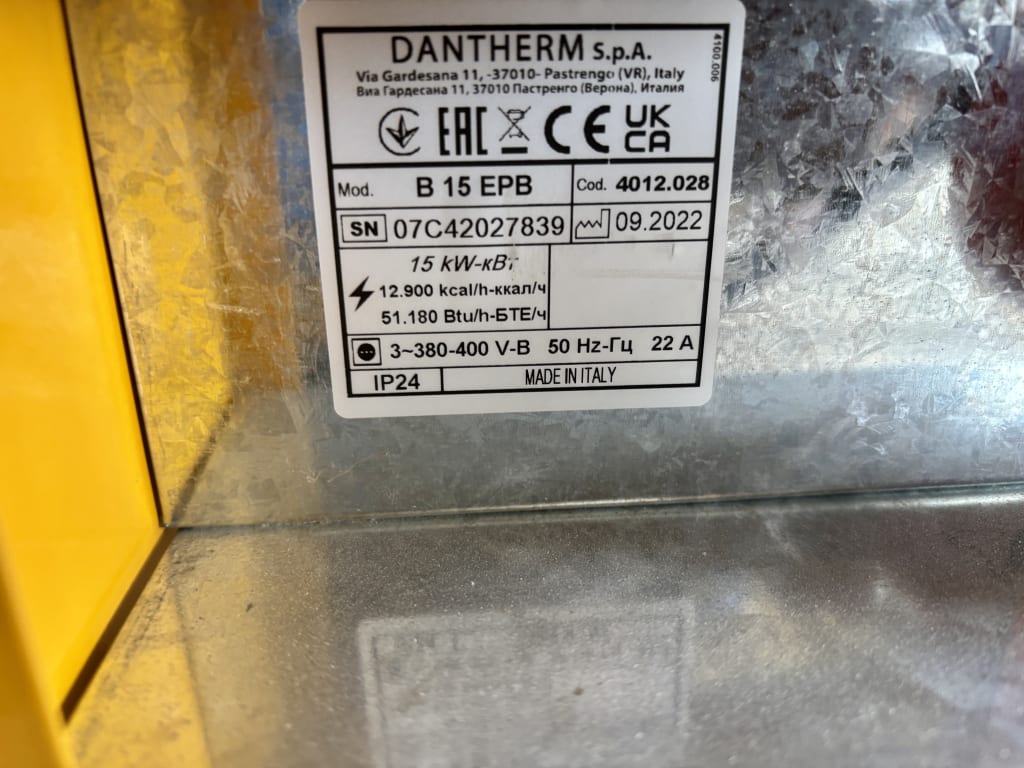 DANTHERM S.p.A.
Via Gardesana 11, -37010- Pastrengo (VR), Italy
Виа Гардесана 11, 37010 Пастренго (Верона), Италия
4100.006
EAC CE UK CA
Mod. B 15 EPB Cod. 4012.028
SN 07C42027839 09.2022
15 kW-кВт
12.900 kcal/h-ккал/ч
51.180 Btu/h-БТЕ/ч
3~380-400 V-В 50 Hz-Гц 22 A
IP24 MADE IN ITALY